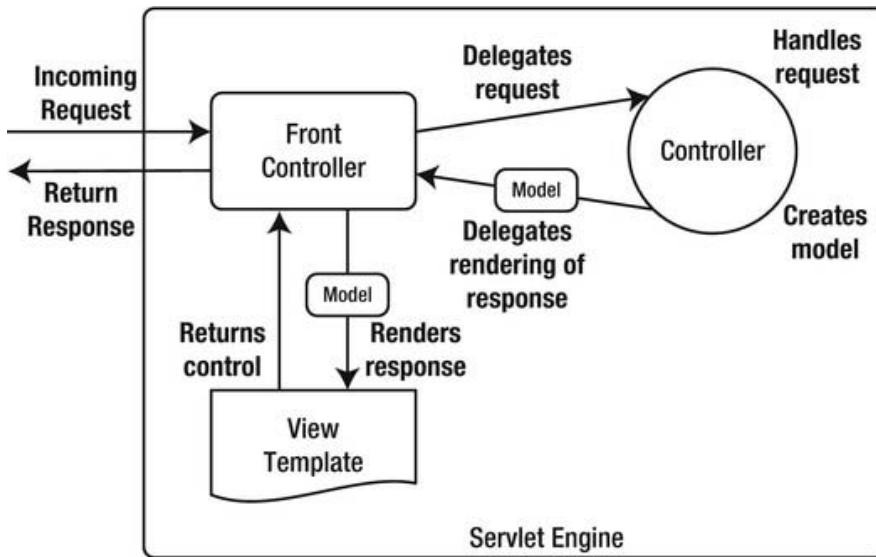 Incoming
Request
Return
Response
Front
Controller
Delegates
request
Handles
request
Controller
Creates
model
Model
Delegates
rendering of
response
Model
Returns
control
Renders
response
View
Template
Servlet Engine